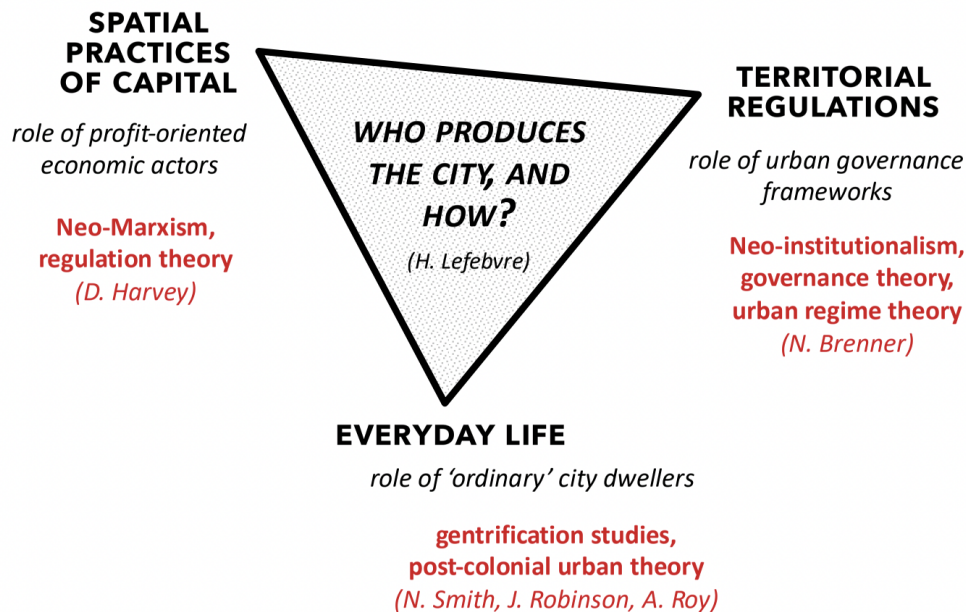 SPATIAL
PRACTICES
OF CAPITAL
role of profit-oriented
economic actors
Neo-Marxism,
regulation theory
(D. Harvey)
WHO PRODUCES
THE CITY, AND
HOW?
(H. Lefebvre)
TERRITORIAL
REGULATIONS
role of urban governance
frameworks
Neo-institutionalism,
governance theory,
urban regime theory
(N. Brenner)
EVERYDAY LIFE
role of ‘ordinary’ city dwellers
gentrification studies,
post-colonial urban theory
(N. Smith, J. Robinson, A. Roy)